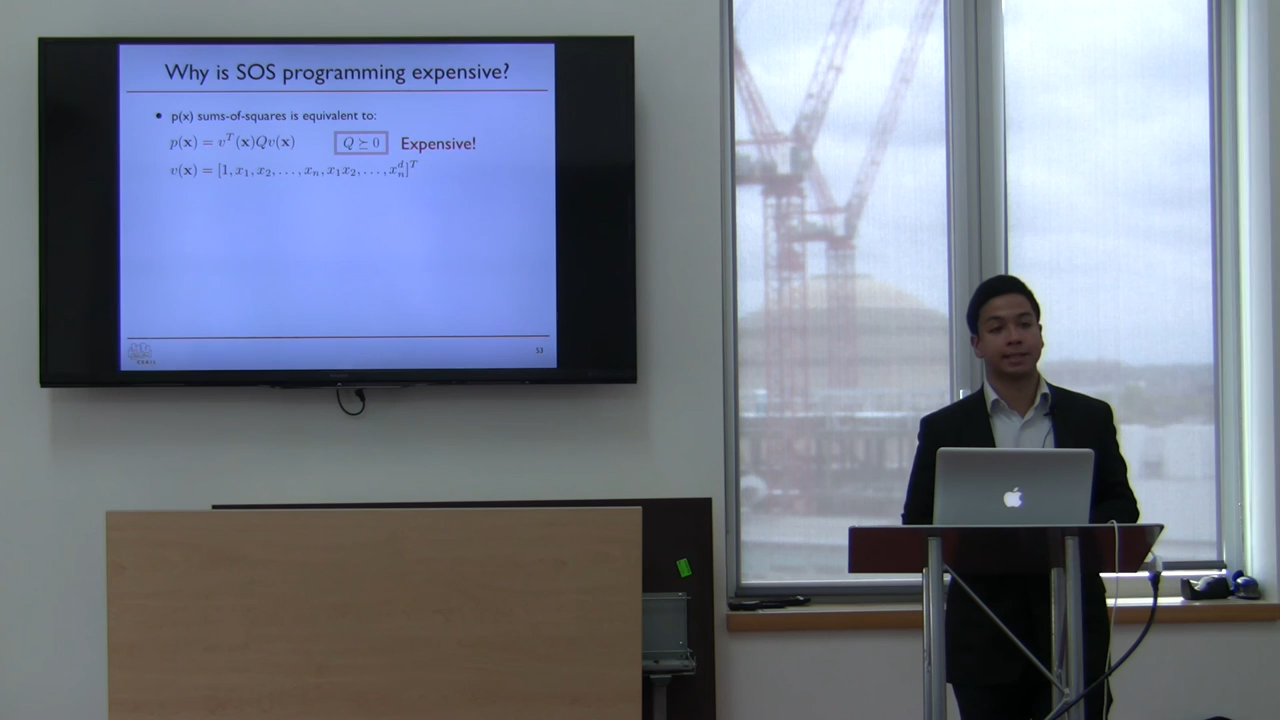 Why is SOS programming expensive?
• p(x) sums-of-squares is equivalent to:
p(x) = v^T(x)Qv(x) Q ⪰ 0 Expensive!
v(x) = [1, x_1, x_2, . . . , x_n, x_1x_2, . . . , x_n^d]^T
53